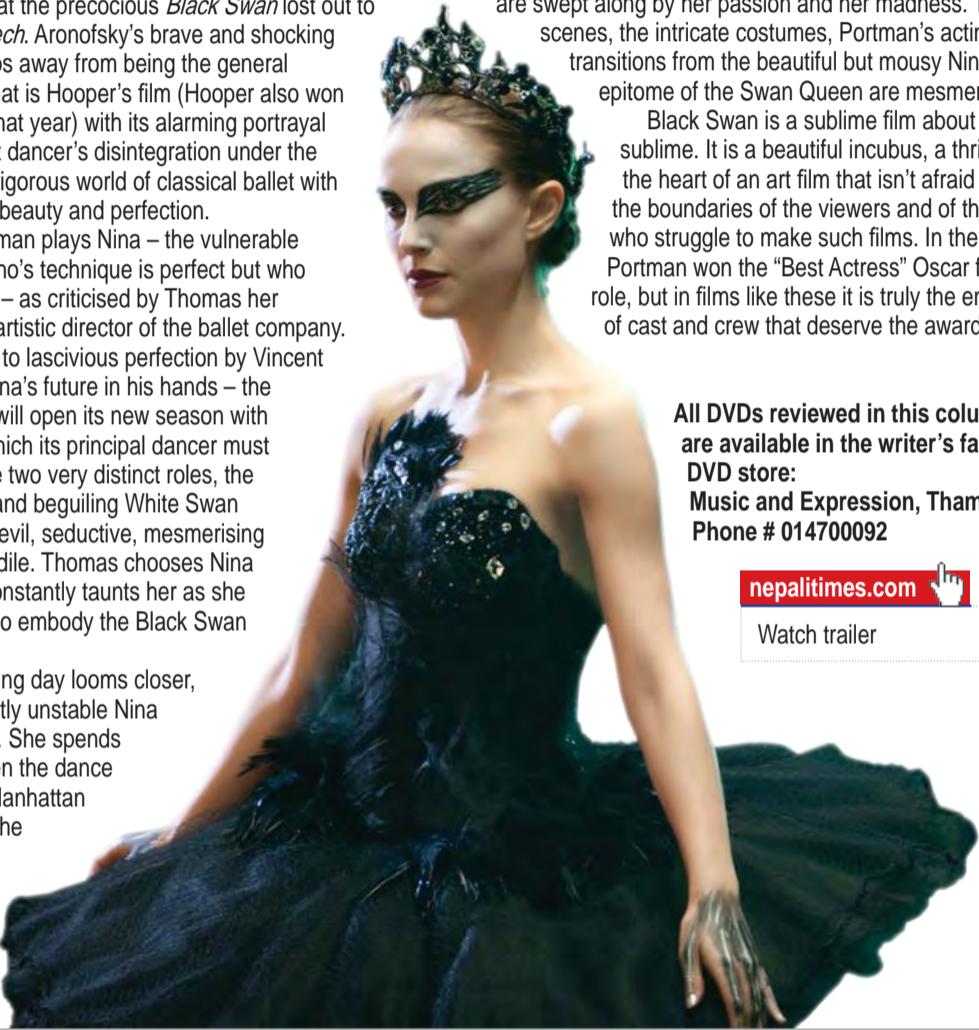 at the precocious Black Swan lost out to
ech. Aronofsky's brave and shocking
os away from being the general
at is Hooper's film (Hooper also won
hat year) with its alarming portrayal
t dancer's disintegration under the
igorous world of classical ballet with
beauty and perfection.
man plays Nina – the vulnerable
ho's technique is perfect but who
– as criticised by Thomas her
artistic director of the ballet company.
to lascivious perfection by Vincent
na's future in his hands – the
will open its new season with
hich its principal dancer must
e two very distinct roles, the
and beguiling White Swan
evil, seductive, mesmerising
dile. Thomas chooses Nina
onstantly taunts her as she
o embody the Black Swan
ng day looms closer,
tly unstable Nina
. She spends
en the dance
Manhattan
he
are swept along by her passion and her madness.
scenes, the intricate costumes, Portman's actin
transitions from the beautiful but mousy Nin
epitome of the Swan Queen are mesmer
Black Swan is a sublime film about
sublime. It is a beautiful incubus, a thri
the heart of an art film that isn't afraid
the boundaries of the viewers and of th
who struggle to make such films. In the
Portman won the “Best Actress” Oscar f
role, but in films like these it is truly the en
of cast and crew that deserve the award
All DVDs reviewed in this colu
are available in the writer's fa
DVD store:
Music and Expression, Tham
Phone # 014700092
nepalitimes.com
Watch trailer